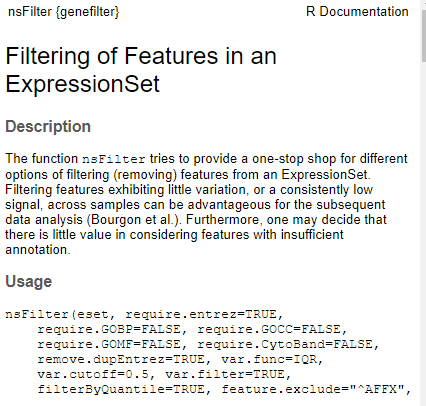 nsFilter {genefilter} R Documentation
Filtering of Features in an
ExpressionSet
Description
The function nsFilter tries to provide a one-stop shop for different
options of filtering (removing) features from an ExpressionSet.
Filtering features exhibiting little variation, or a consistently low
signal, across samples can be advantageous for the subsequent
data analysis (Bourgon et al.). Furthermore, one may decide that
there is little value in considering features with insufficient
annotation.
Usage
nsFilter(eset, require.entrez=TRUE,
    require.GOBP=FALSE, require.GOCC=FALSE,
    require.GOMF=FALSE, require.CytoBand=FALSE,
    remove.dupEntrez=TRUE, var.func=IQR,
    var.cutoff=0.5, var.filter=TRUE,
    filterByQuantile=TRUE, feature.exclude="^AFFX",